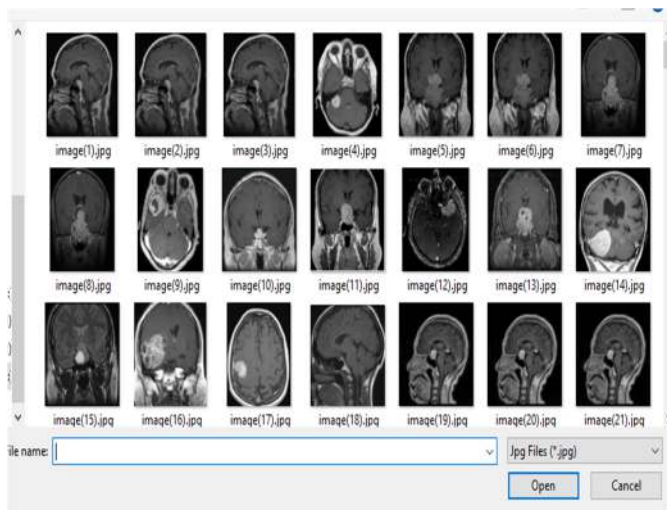 image(1).jpg image(2).jpg image(3).jpg image(4).jpg image(5).jpg image(6).jpg image(7).jpg
image(8).jpg image(9).jpg image(10).jpg image(11).jpg image(12).jpg image(13).jpg image(14).jpg
image(15).jpg image(16).jpg image(17).jpg image(18).jpg image(19).jpg image(20).jpg image(21).jpg
ile name: Jpg Files (*.jpg)
Open Cancel